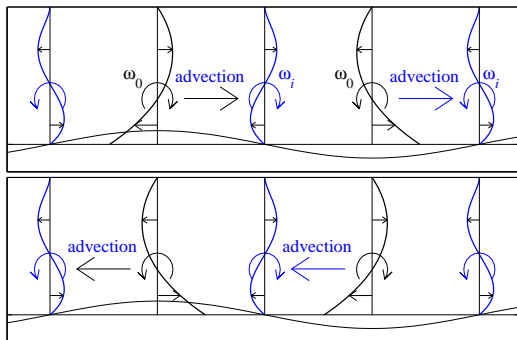 ω₀ advection ωᵢ ω₀ advection ωᵢ
advection advection